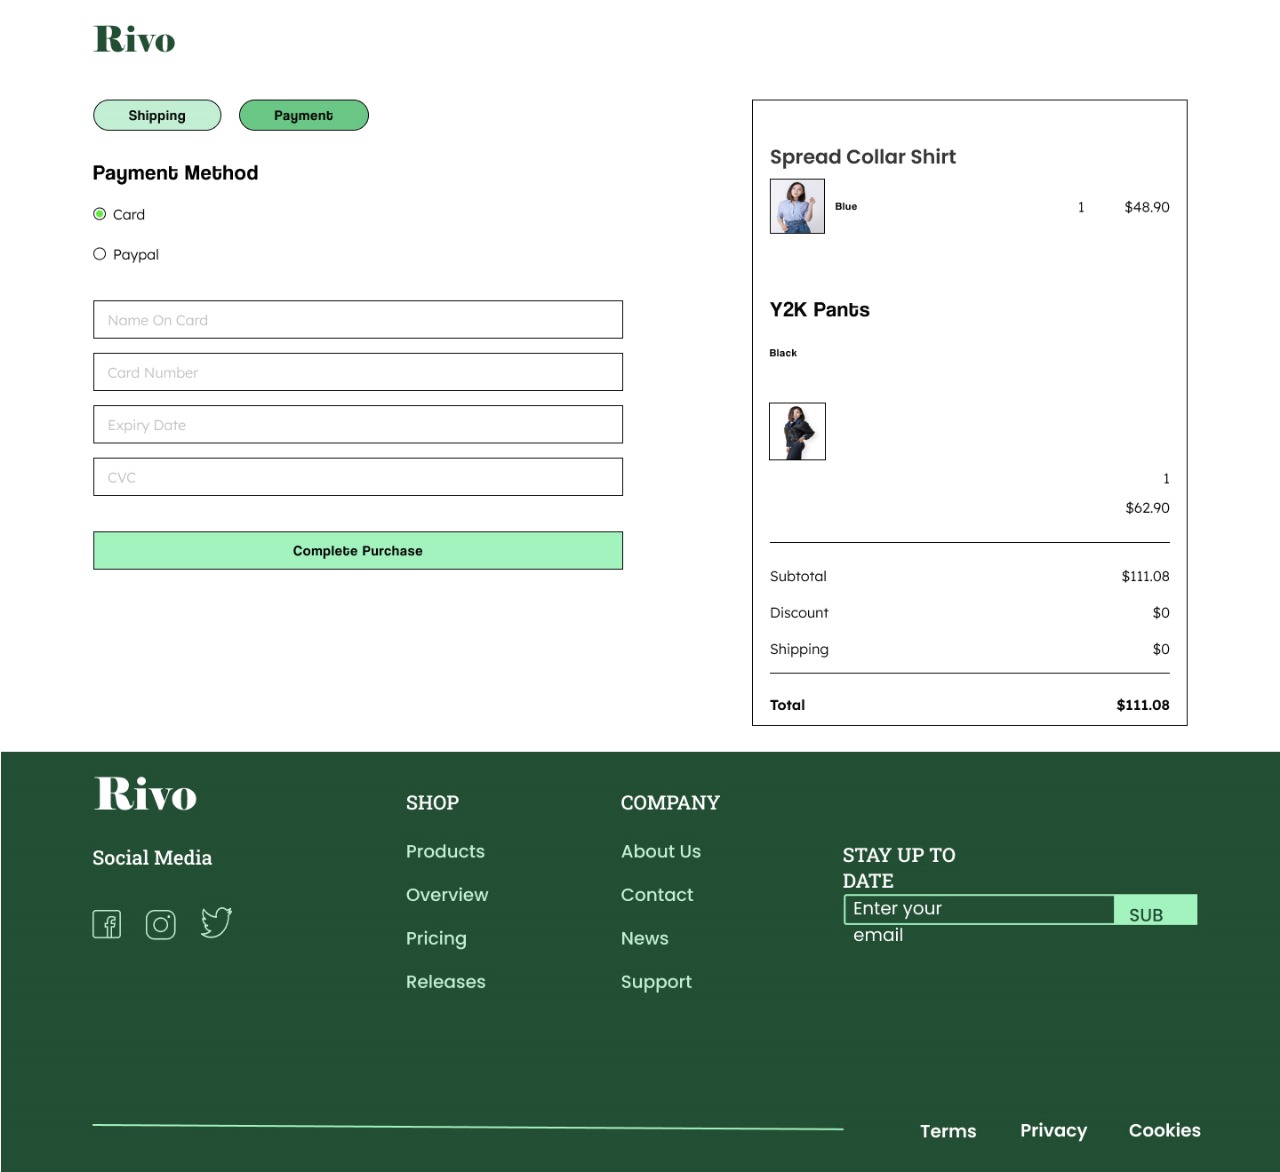 Rivo
Shipping
Payment
Payment Method
Card
Paypal
Name On Card
Card Number
Expiry Date
CVC
Complete Purchase
Spread Collar Shirt
Blue 1 $48.90
Y2K Pants
Black
1
$62.90
Subtotal $111.08
Discount $0
Shipping $0
Total $111.08
Rivo
Social Media
SHOP
Products
Overview
Pricing
Releases
COMPANY
About Us
Contact
News
Support
STAY UP TO
DATE
Enter your
email
SUB
Terms Privacy Cookies